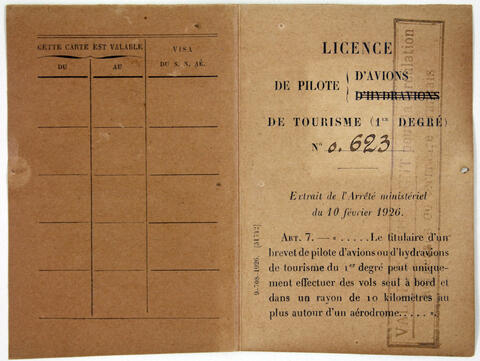 CETTE CARTE EST VALABLE
VISA
DU S. N. AÉ.
DU
AU
LICENCE
DE PILOTE { D'AVIONS
D'HYDRAVIONS
DE TOURISME (1er DEGRÉ)
N° o. 623
Extrait de l'Arrêté ministériel
du 10 février 1926.
ART. 7. — « ..... Le titulaire d'un
brevet de pilote d'avions ou d'hydravions
de tourisme du 1er degré peut unique-
ment effectuer des vols seul à bord et
dans un rayon de 10 kilomètres au
plus autour d'un aérodrome..... ».
9-708-1926. [31742]